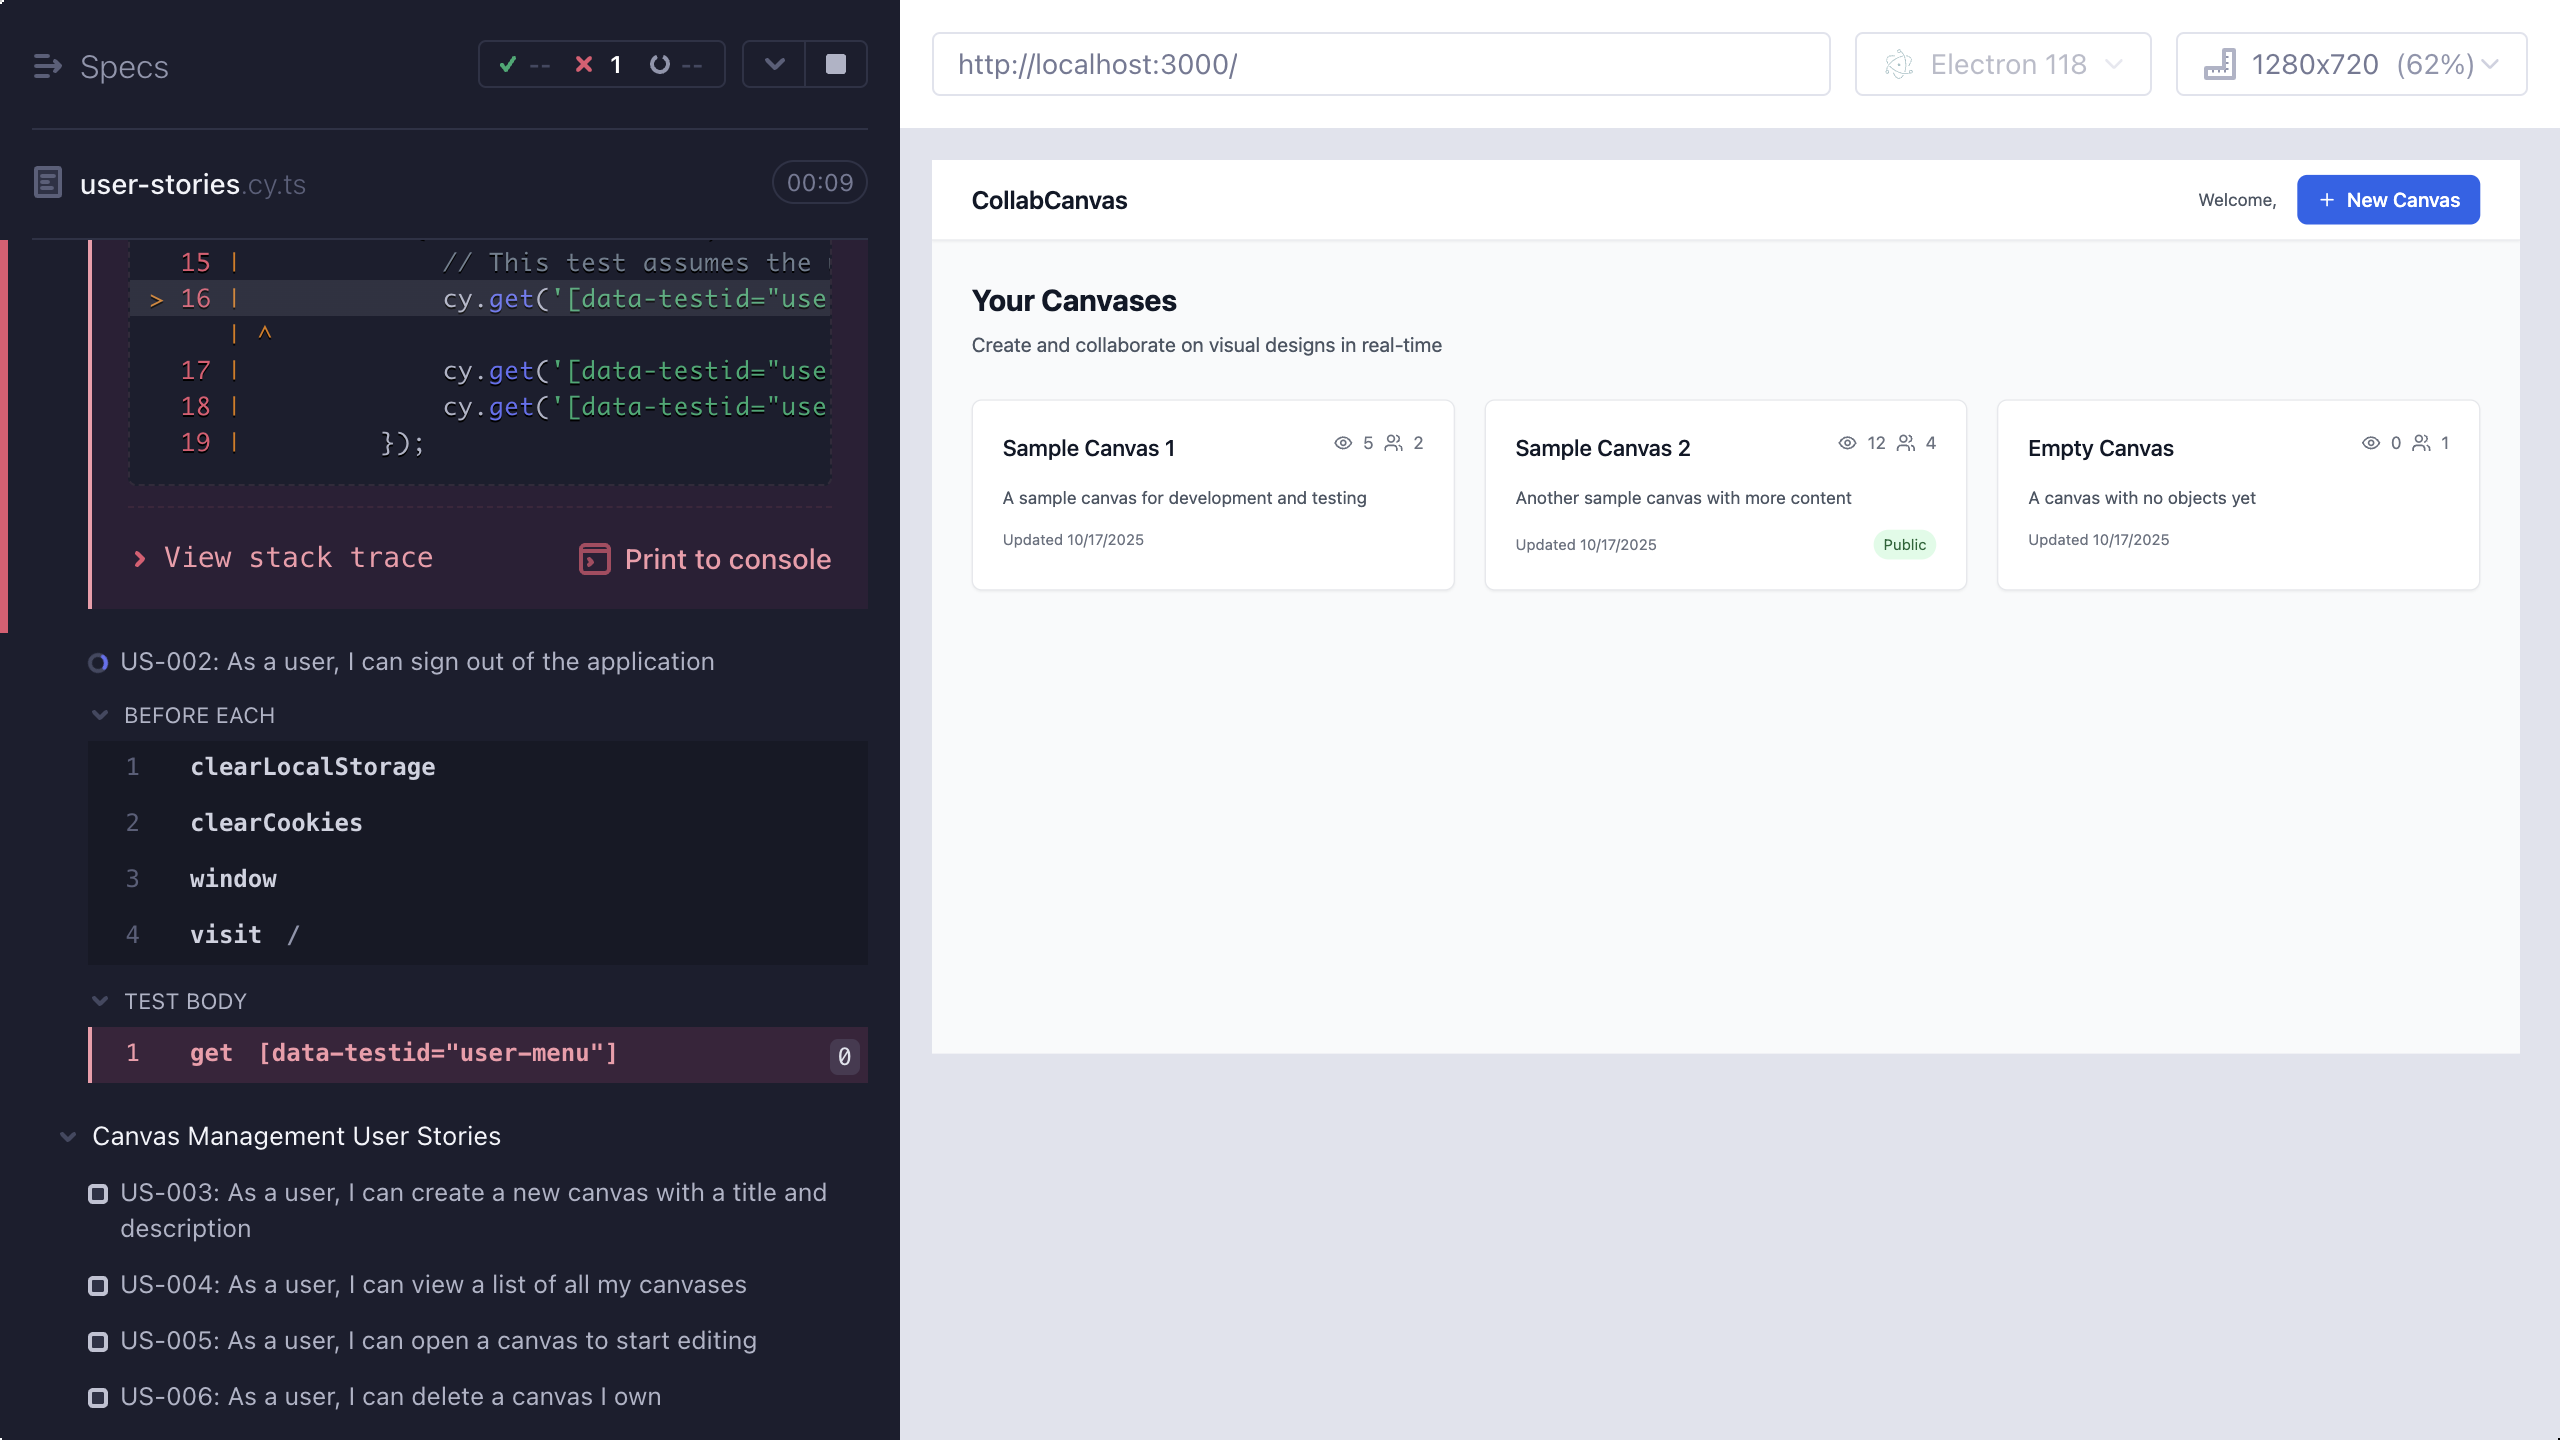 Specs
-- 1 --
user-stories.cy.ts
00:09
15 | // This test assumes the
> 16 | cy.get('[data-testid="use
| ^
17 | cy.get('[data-testid="use
18 | cy.get('[data-testid="use
19 | });
View stack trace
Print to console
US-002: As a user, I can sign out of the application
BEFORE EACH
1 clearLocalStorage
2 clearCookies
3 window
4 visit /
TEST BODY
1 get [data-testid="user-menu"] 0
Canvas Management User Stories
US-003: As a user, I can create a new canvas with a title and
description
US-004: As a user, I can view a list of all my canvases
US-005: As a user, I can open a canvas to start editing
US-006: As a user, I can delete a canvas I own
http://localhost:3000/
Electron 118
1280x720 (62%)
CollabCanvas
Welcome,
+ New Canvas
Your Canvases
Create and collaborate on visual designs in real-time
Sample Canvas 1
5 2
A sample canvas for development and testing
Updated 10/17/2025
Sample Canvas 2
12 4
Another sample canvas with more content
Updated 10/17/2025
Public
Empty Canvas
0 1
A canvas with no objects yet
Updated 10/17/2025